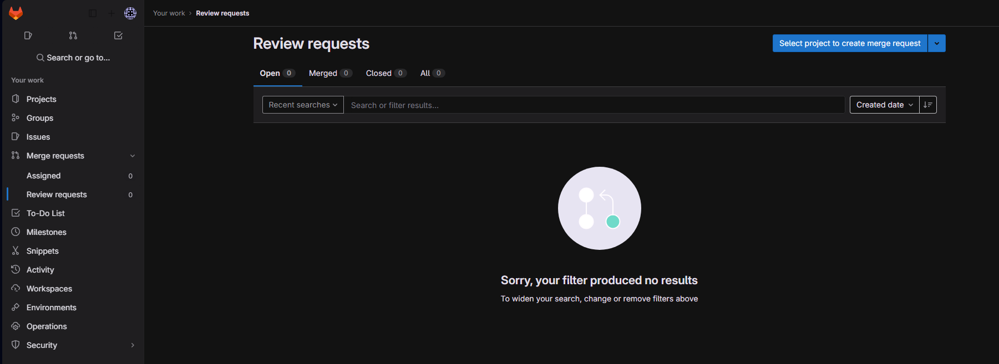 Your work › Review requests
Search or go to...
Your work
Projects
Groups
Issues
Merge requests
Assigned 0
Review requests 0
To-Do List
Milestones
Snippets
Activity
Workspaces
Environments
Operations
Security
Review requests
Select project to create merge request
Open 0 Merged 0 Closed 0 All 0
Recent searches Search or filter results... Created date
Sorry, your filter produced no results
To widen your search, change or remove filters above